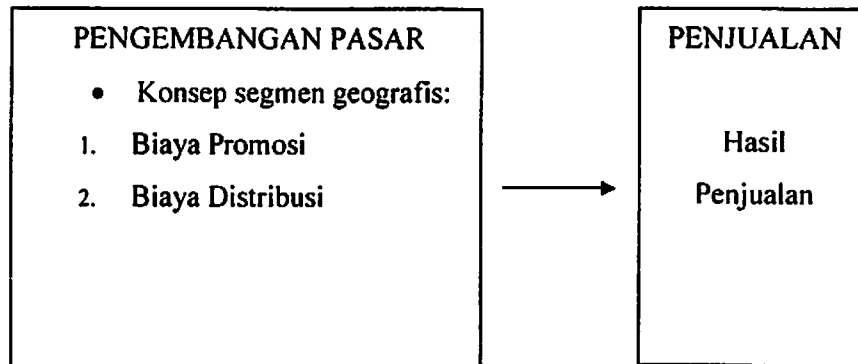 PENGEMBANGAN PASAR
• Konsep segmen geografis:
1. Biaya Promosi
2. Biaya Distribusi
PENJUALAN
Hasil
Penjualan